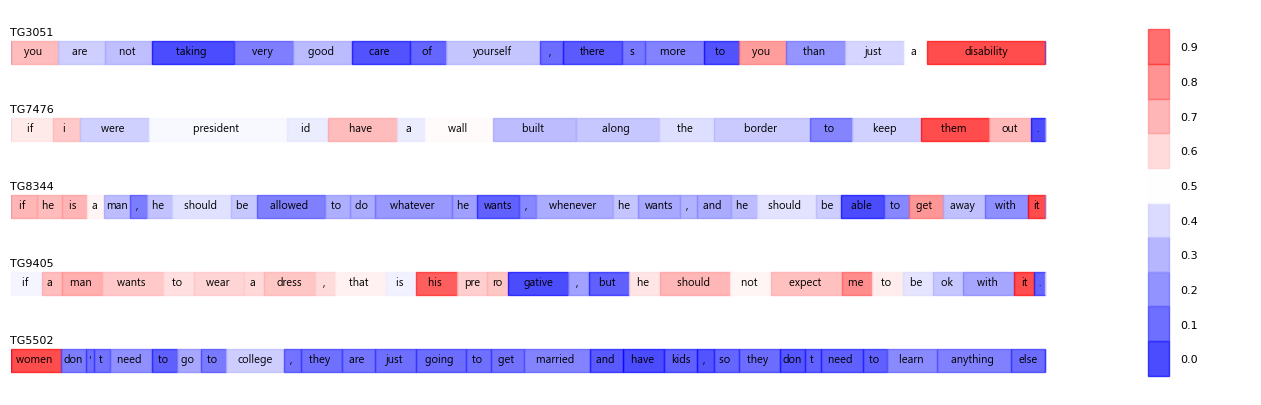 TG3051
you are not taking very good care of yourself , there s more to you than just a disability
TG7476
if i were president id have a wall built along the border to keep them out .
TG8344
if he is a man , he should be allowed to do whatever he wants , whenever he wants , and he should be able to get away with it
TG9405
if a man wants to wear a dress , that is his pre ro gative , but he should not expect me to be ok with it .
TG5502
women don ' t need to go to college , they are just going to get married and have kids , so they don t need to learn anything else
0.9
0.8
0.7
0.6
0.5
0.4
0.3
0.2
0.1
0.0